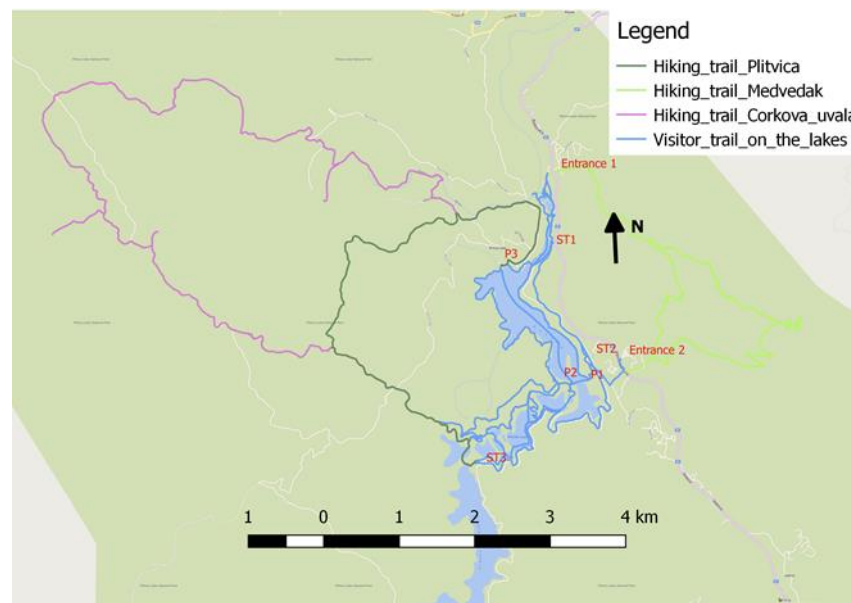 Legend
Hiking_trail_Plitvica
Hiking_trail_Medvedak
Hiking_trail_Corkova_uvala
Visitor_trail_on_the_lakes
Entrance 1
N
ST1
P3
ST2
Entrance 2
P2
P1
ST3
1 0 1 2 3 4 km